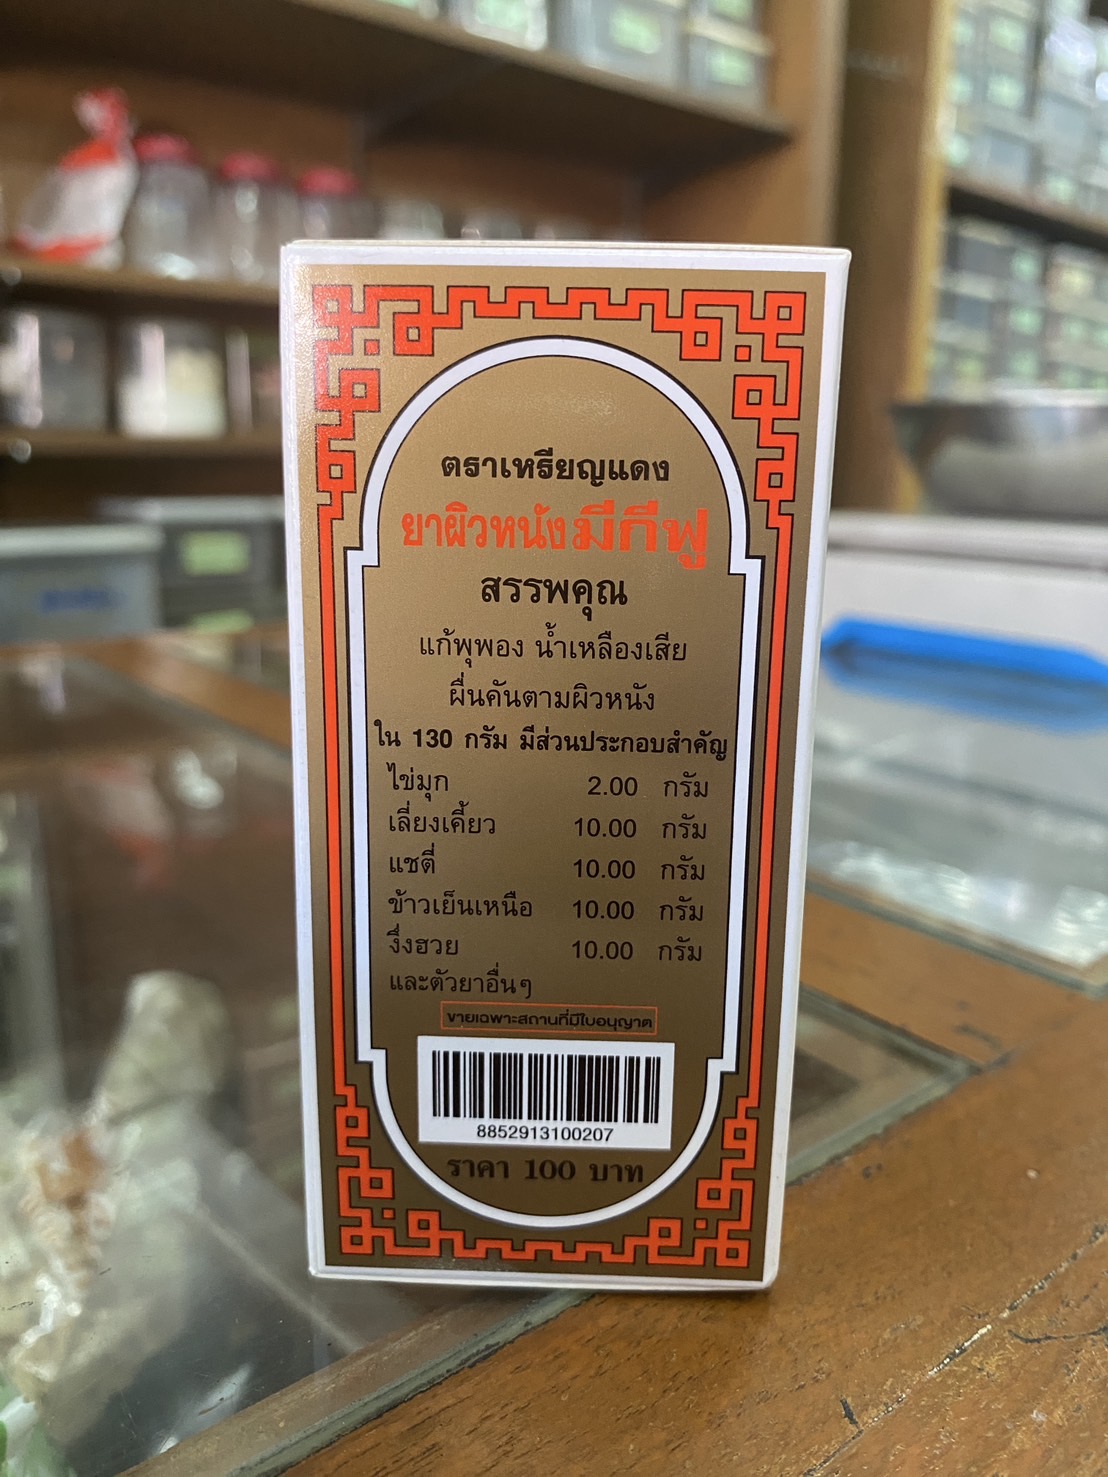 ตราเหรียญแดง
ยาผิวหนังมีกีฟู
สรรพคุณ
แก้พุพอง น้ำเหลืองเสีย
ผื่นคันตามผิวหนัง
ใน 130 กรัม มีส่วนประกอบสำคัญ
ไข่มุก 2.00 กรัม
เลี่ยงเคี้ยว 10.00 กรัม
แชตี่ 10.00 กรัม
ข้าวเย็นเหนือ 10.00 กรัม
งึ่งฮวย 10.00 กรัม
และตัวยาอื่นๆ
ขายเฉพาะสถานที่มีใบอนุญาต
8852913100207
ราคา 100 บาท